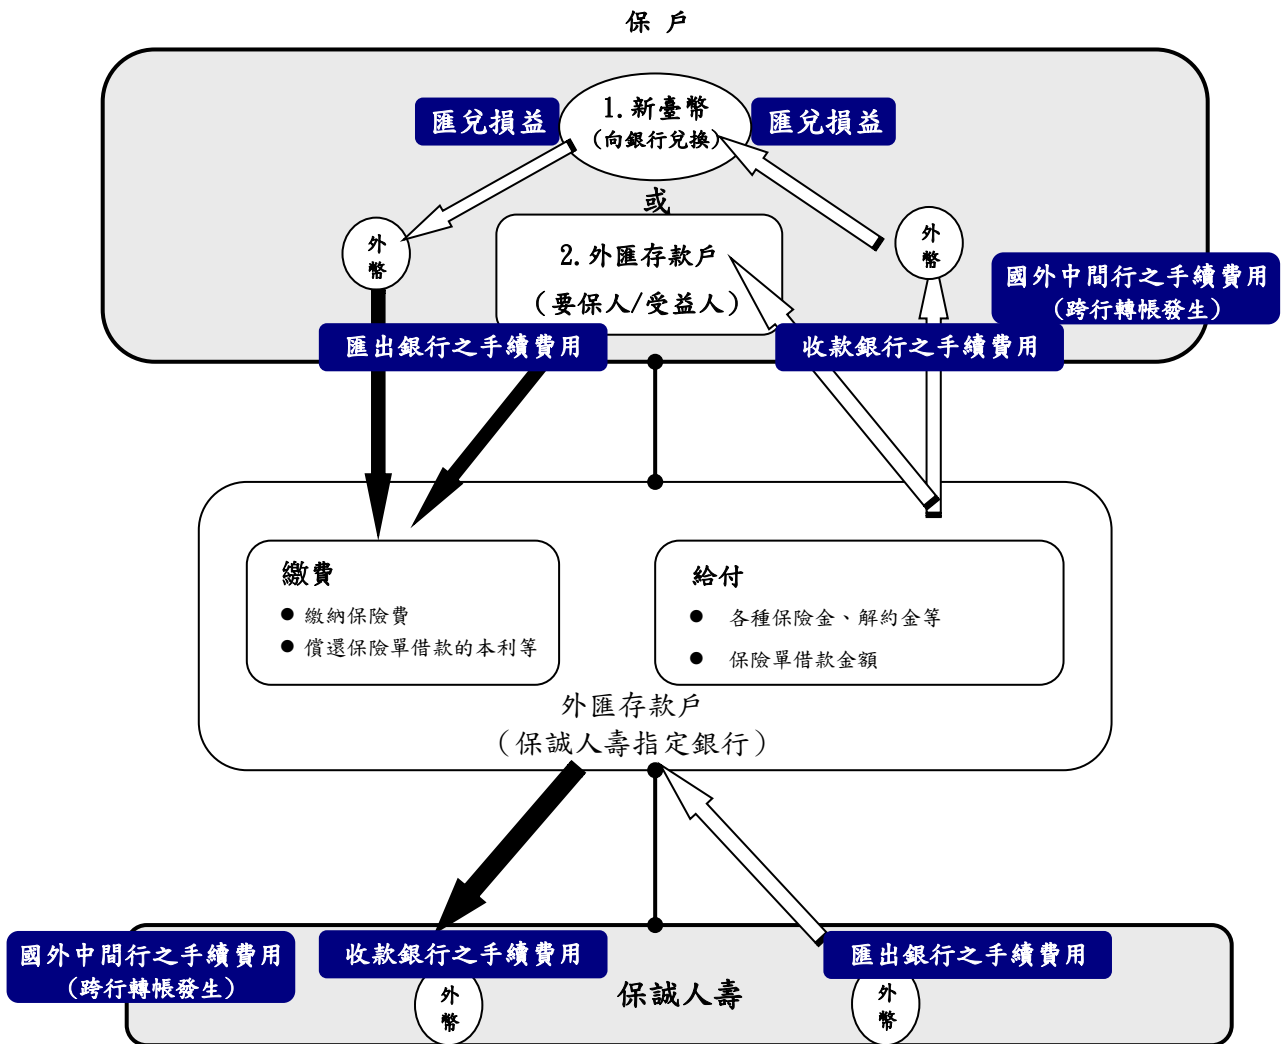 保 戶
匯兌損益
1.新臺幣
(向銀行兌換)
匯兌損益
或
外
幣
2.外匯存款戶
(要保人/受益人)
外
幣
國外中間行之手續費用
(跨行轉帳發生)
匯出銀行之手續費用
收款銀行之手續費用
繳費
● 繳納保險費
● 償還保險單借款的本利等
給付
● 各種保險金、解約金等
● 保險單借款金額
外匯存款戶
(保誠人壽指定銀行)
國外中間行之手續費用
(跨行轉帳發生)
收款銀行之手續費用
匯出銀行之手續費用
外
幣
保誠人壽
外
幣